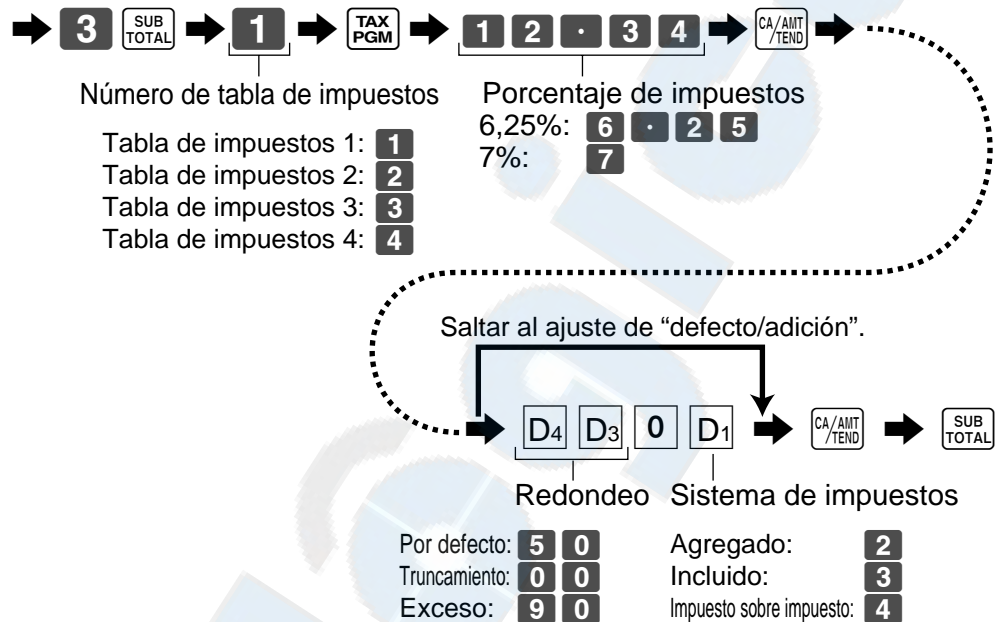 3 SUB TOTAL 1 TAX PGM 1 2 · 3 4 CA/AMT /TEND
Número de tabla de impuestos Porcentaje de impuestos
Tabla de impuestos 1: 1
Tabla de impuestos 2: 2
Tabla de impuestos 3: 3
Tabla de impuestos 4: 4
6,25%: 6 · 2 5
7%: 7
Saltar al ajuste de “defecto/adición”.
D4 D3 0 D1 CA/AMT /TEND SUB TOTAL
Redondeo Sistema de impuestos
Por defecto: 5 0
Truncamiento: 0 0
Exceso: 9 0
Agregado: 2
Incluido: 3
Impuesto sobre impuesto: 4